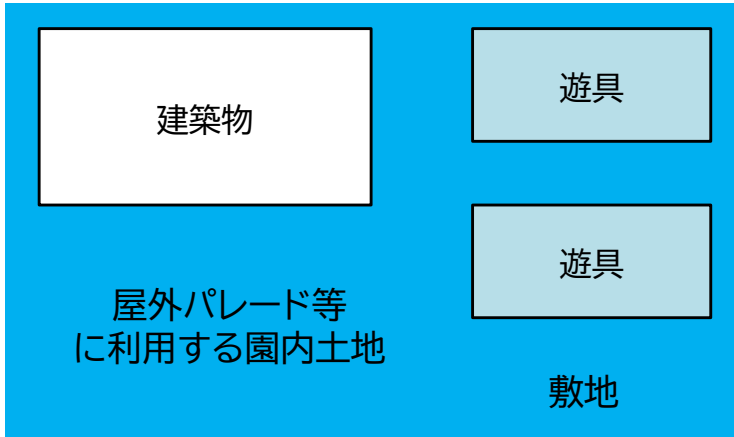 建築物
遊具
遊具
屋外パレード等
に利用する園内土地
敷地